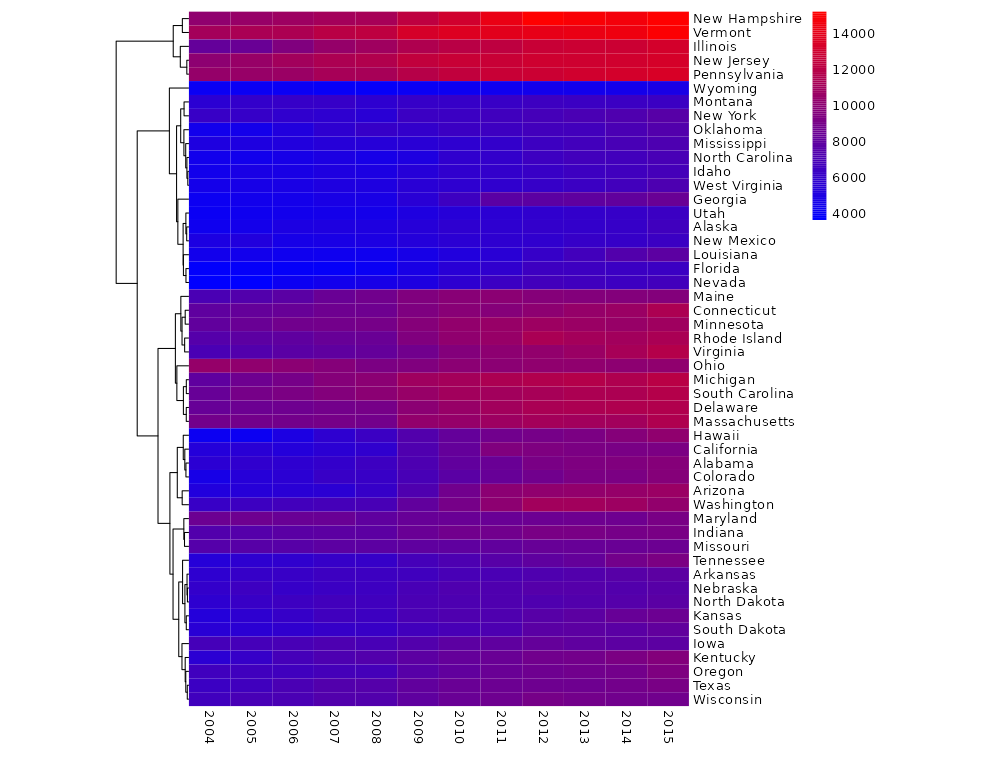 New Hampshire
Vermont
Illinois
New Jersey
Pennsylvania
Wyoming
Montana
New York
Oklahoma
Mississippi
North Carolina
Idaho
West Virginia
Georgia
Utah
Alaska
New Mexico
Louisiana
Florida
Nevada
Maine
Connecticut
Minnesota
Rhode Island
Virginia
Ohio
Michigan
South Carolina
Delaware
Massachusetts
Hawaii
California
Alabama
Colorado
Arizona
Washington
Maryland
Indiana
Missouri
Tennessee
Arkansas
Nebraska
North Dakota
Kansas
South Dakota
Iowa
Kentucky
Oregon
Texas
Wisconsin
14000
12000
10000
8000
6000
4000
2004
2005
2006
2007
2008
2009
2010
2011
2012
2013
2014
2015